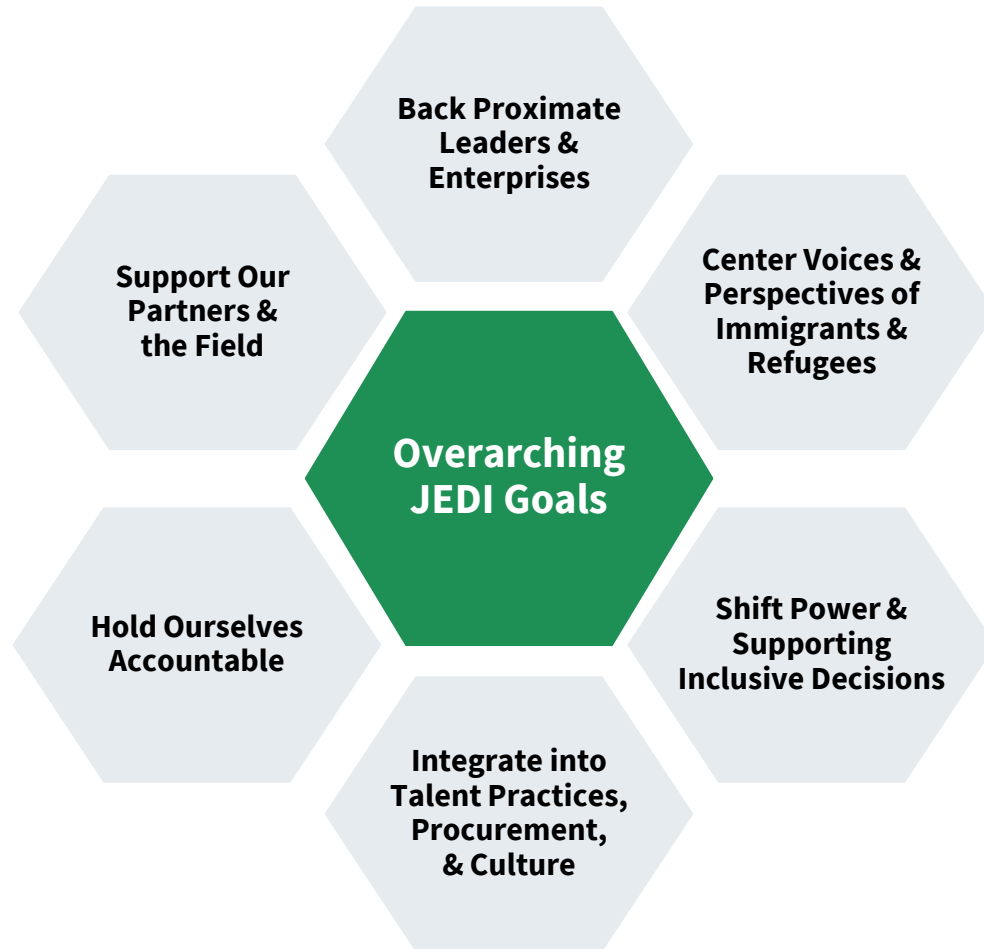 Back Proximate
Leaders &
Enterprises
Center Voices &
Perspectives of
Immigrants &
Refugees
Shift Power &
Supporting
Inclusive Decisions
Integrate into
Talent Practices,
Procurement,
& Culture
Hold Ourselves
Accountable
Support Our
Partners &
the Field
Overarching
JEDI Goals